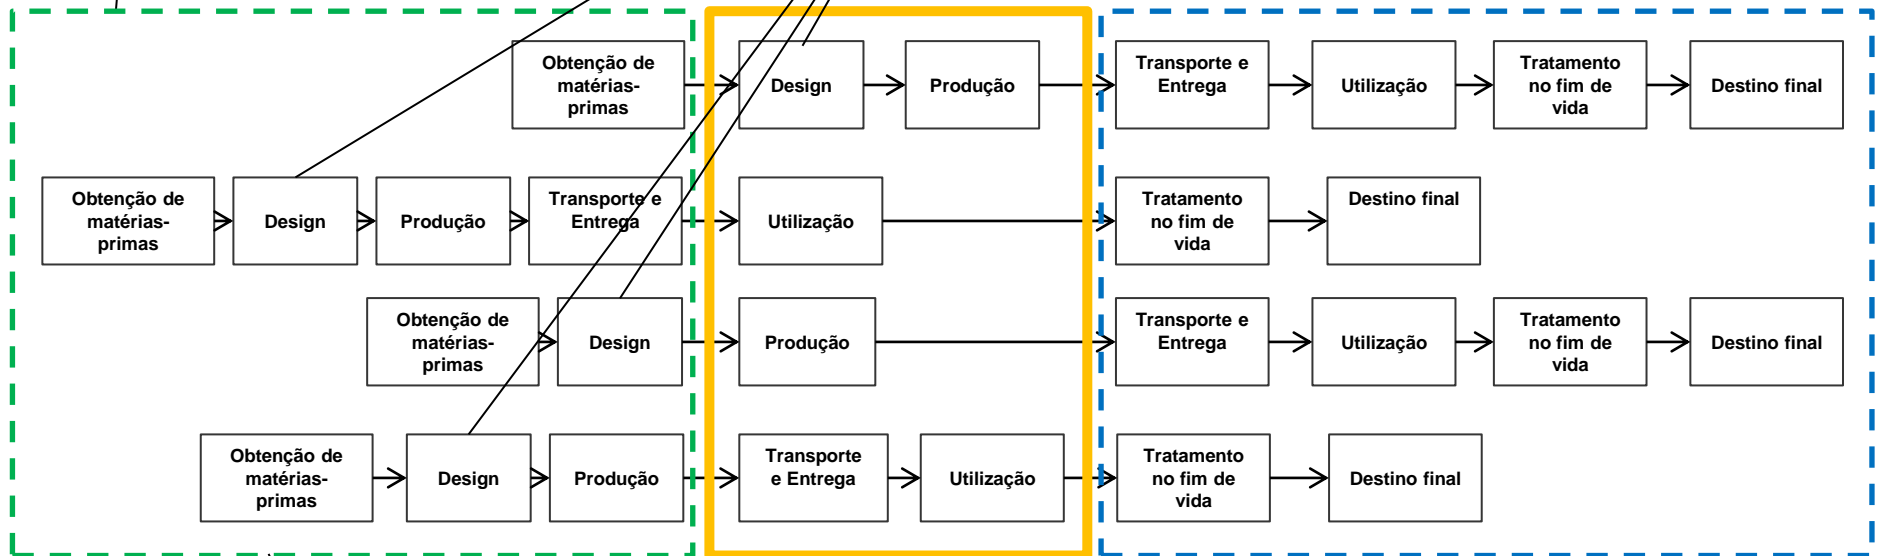 Obtenção de
matérias-
primas
Design
Produção
Transporte e
Entrega
Utilização
Tratamento
no fim de
vida
Destino final
Obtenção de
matérias-
primas
Design
Produção
Transporte e
Entrega
Utilização
Tratamento
no fim de
vida
Destino final
Obtenção de
matérias-
primas
Design
Produção
Transporte e
Entrega
Utilização
Tratamento
no fim de
vida
Destino final
Obtenção de
matérias-
primas
Design
Produção
Transporte
e Entrega
Utilização
Tratamento
no fim de
vida
Destino final